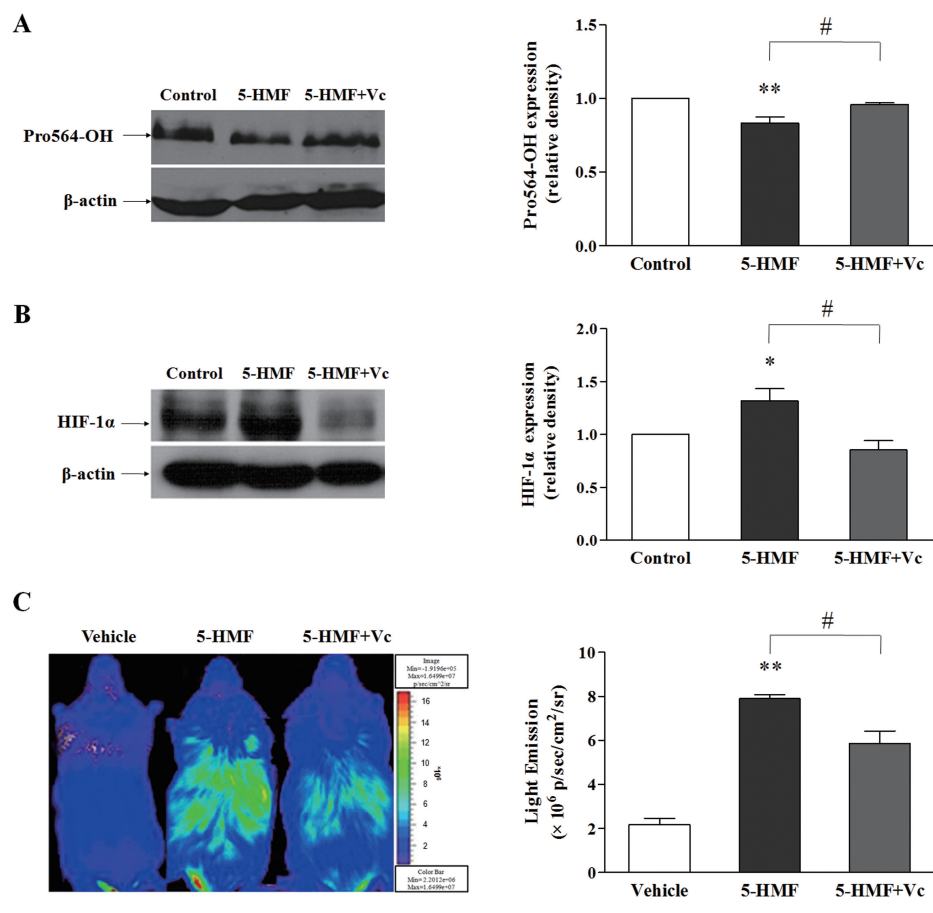 A
Control 5-HMF 5-HMF+Vc
Pro564-OH
β-actin
Pro564-OH expression
(relative density)
1.5
1.0
0.5
0.0
#
**
Control 5-HMF 5-HMF+Vc
B
Control 5-HMF 5-HMF+Vc
HIF-1α
β-actin
HIF-1α expression
(relative density)
2.0
1.5
1.0
0.5
0.0
#
*
Control 5-HMF 5-HMF+Vc
C
Vehicle 5-HMF 5-HMF+Vc
Image
Min= -1.9196e+05
Max=1.6499e+07
p/sec/cm^2/sr
16
14
12
10
8
6
4
2
Color Bar
Min= 2.2012e+06
Max=1.6499e+07
Light Emission
(× 10⁶ p/sec/cm²/sr)
10
8
6
4
2
0
#
**
Vehicle 5-HMF 5-HMF+Vc